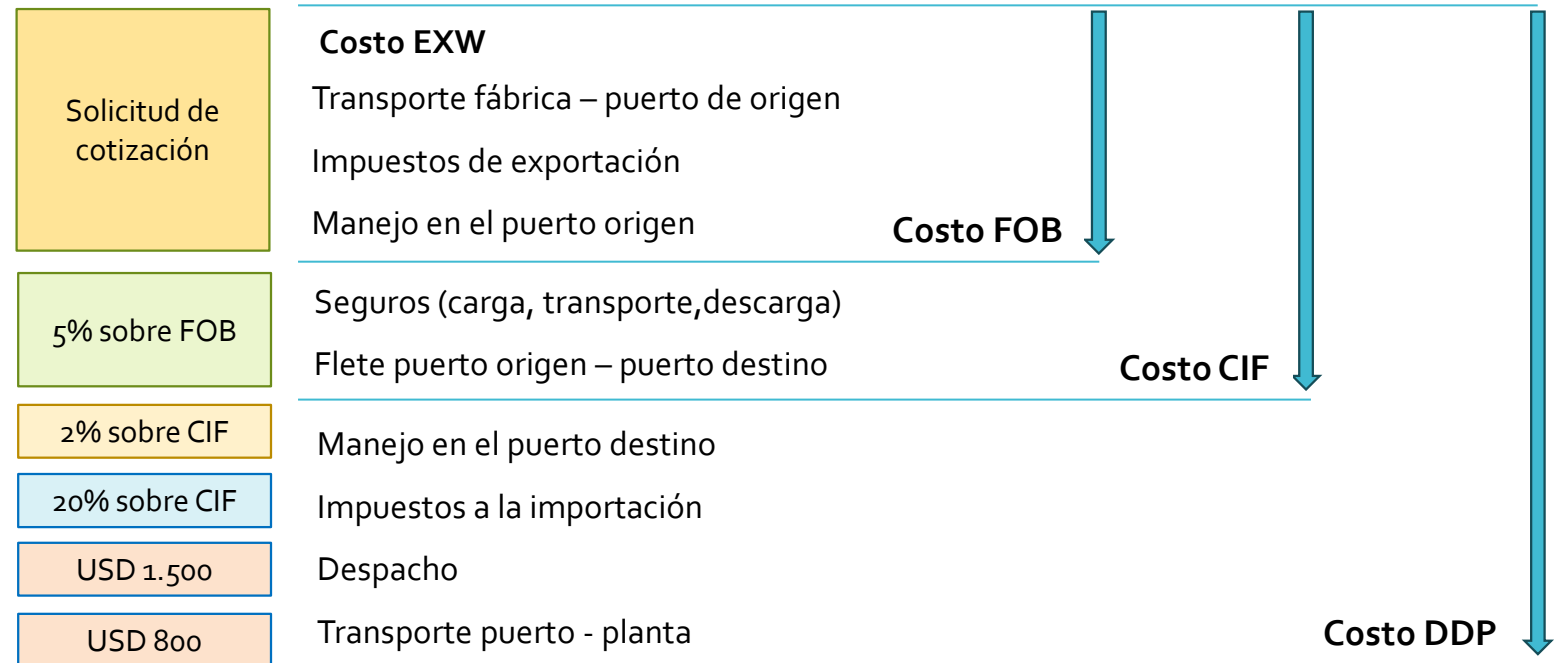 Solicitud de
cotización
Costo EXW
Transporte fábrica – puerto de origen
Impuestos de exportación
Manejo en el puerto origen
Costo FOB
5% sobre FOB
Seguros (carga, transporte,descarga)
Flete puerto origen – puerto destino
Costo CIF
2% sobre CIF
Manejo en el puerto destino
20% sobre CIF
Impuestos a la importación
USD 1.500
Despacho
USD 800
Transporte puerto - planta
Costo DDP